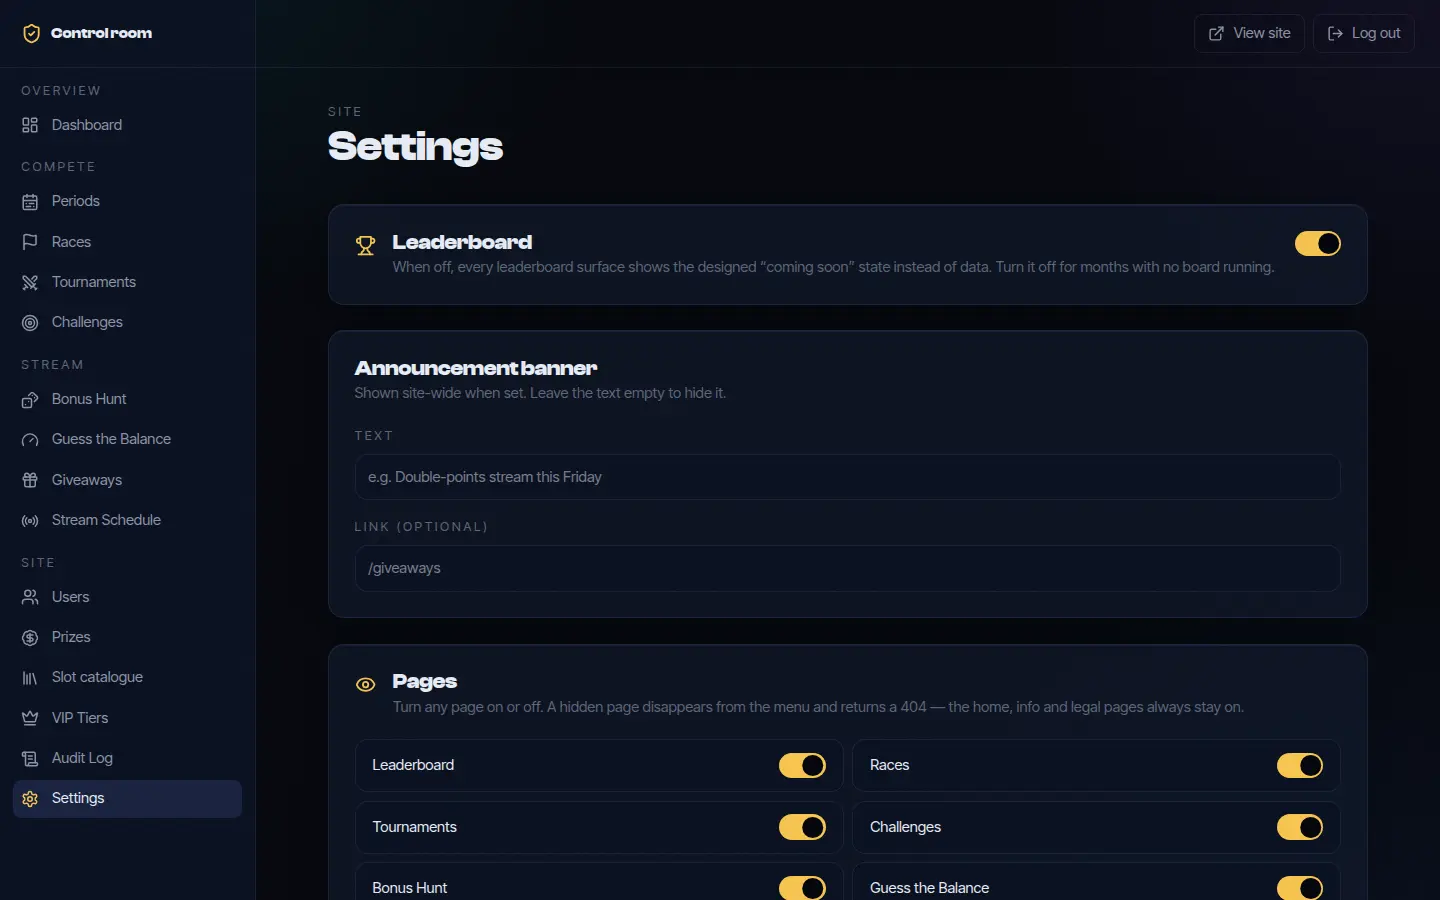 Control room
View site
Log out
OVERVIEW
Dashboard
COMPETE
Periods
Races
Tournaments
Challenges
STREAM
Bonus Hunt
Guess the Balance
Giveaways
Stream Schedule
SITE
Users
Prizes
Slot catalogue
VIP Tiers
Audit Log
Settings
SITE
Settings
Leaderboard
When off, every leaderboard surface shows the designed “coming soon” state instead of data. Turn it off for months with no board running.
Announcement banner
Shown site-wide when set. Leave the text empty to hide it.
TEXT
e.g. Double-points stream this Friday
LINK (OPTIONAL)
/giveaways
Pages
Turn any page on or off. A hidden page disappears from the menu and returns a 404 — the home, info and legal pages always stay on.
Leaderboard
Races
Tournaments
Challenges
Bonus Hunt
Guess the Balance